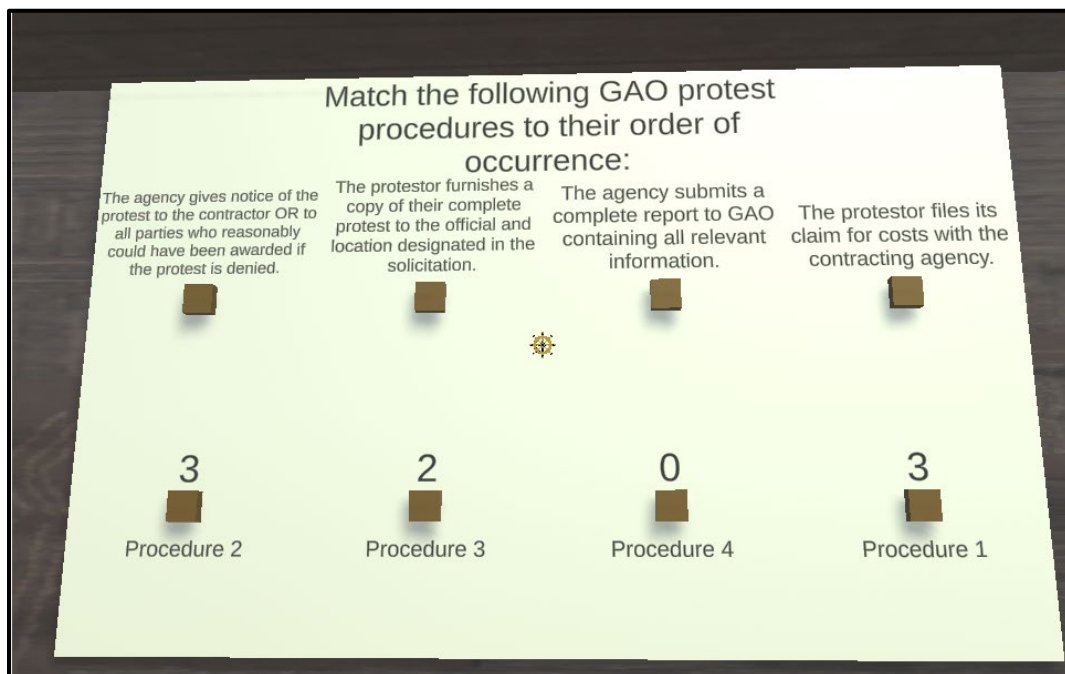 Match the following GAO protest
procedures to their order of
occurrence:
The agency gives notice of the
protest to the contractor OR to
all parties who reasonably
could have been awarded if
the protest is denied.
The protestor furnishes a
copy of their complete
protest to the official and
location designated in the
solicitation.
The agency submits a
complete report to GAO
containing all relevant
information.
The protestor files its
claim for costs with the
contracting agency.
3
2
0
3
Procedure 2
Procedure 3
Procedure 4
Procedure 1